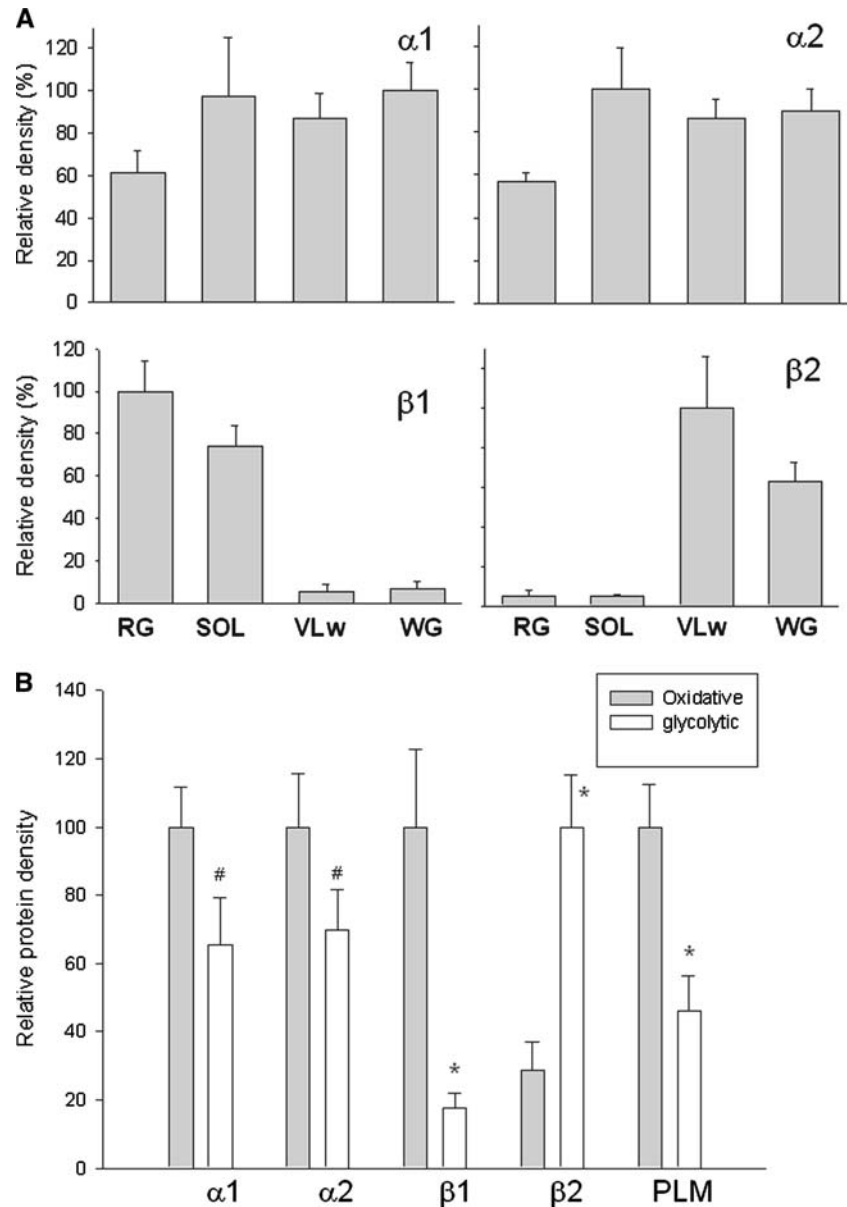 A
α1
α2
Relative density (%)
120
100
80
60
40
20
0
β1
β2
Relative density (%)
120
100
80
60
40
20
0
RG SOL VLw WG
RG SOL VLw WG
B
Oxidative
glycolytic
Relative protein density
140
120
100
80
60
40
20
0
# # * * *
α1 α2 β1 β2 PLM